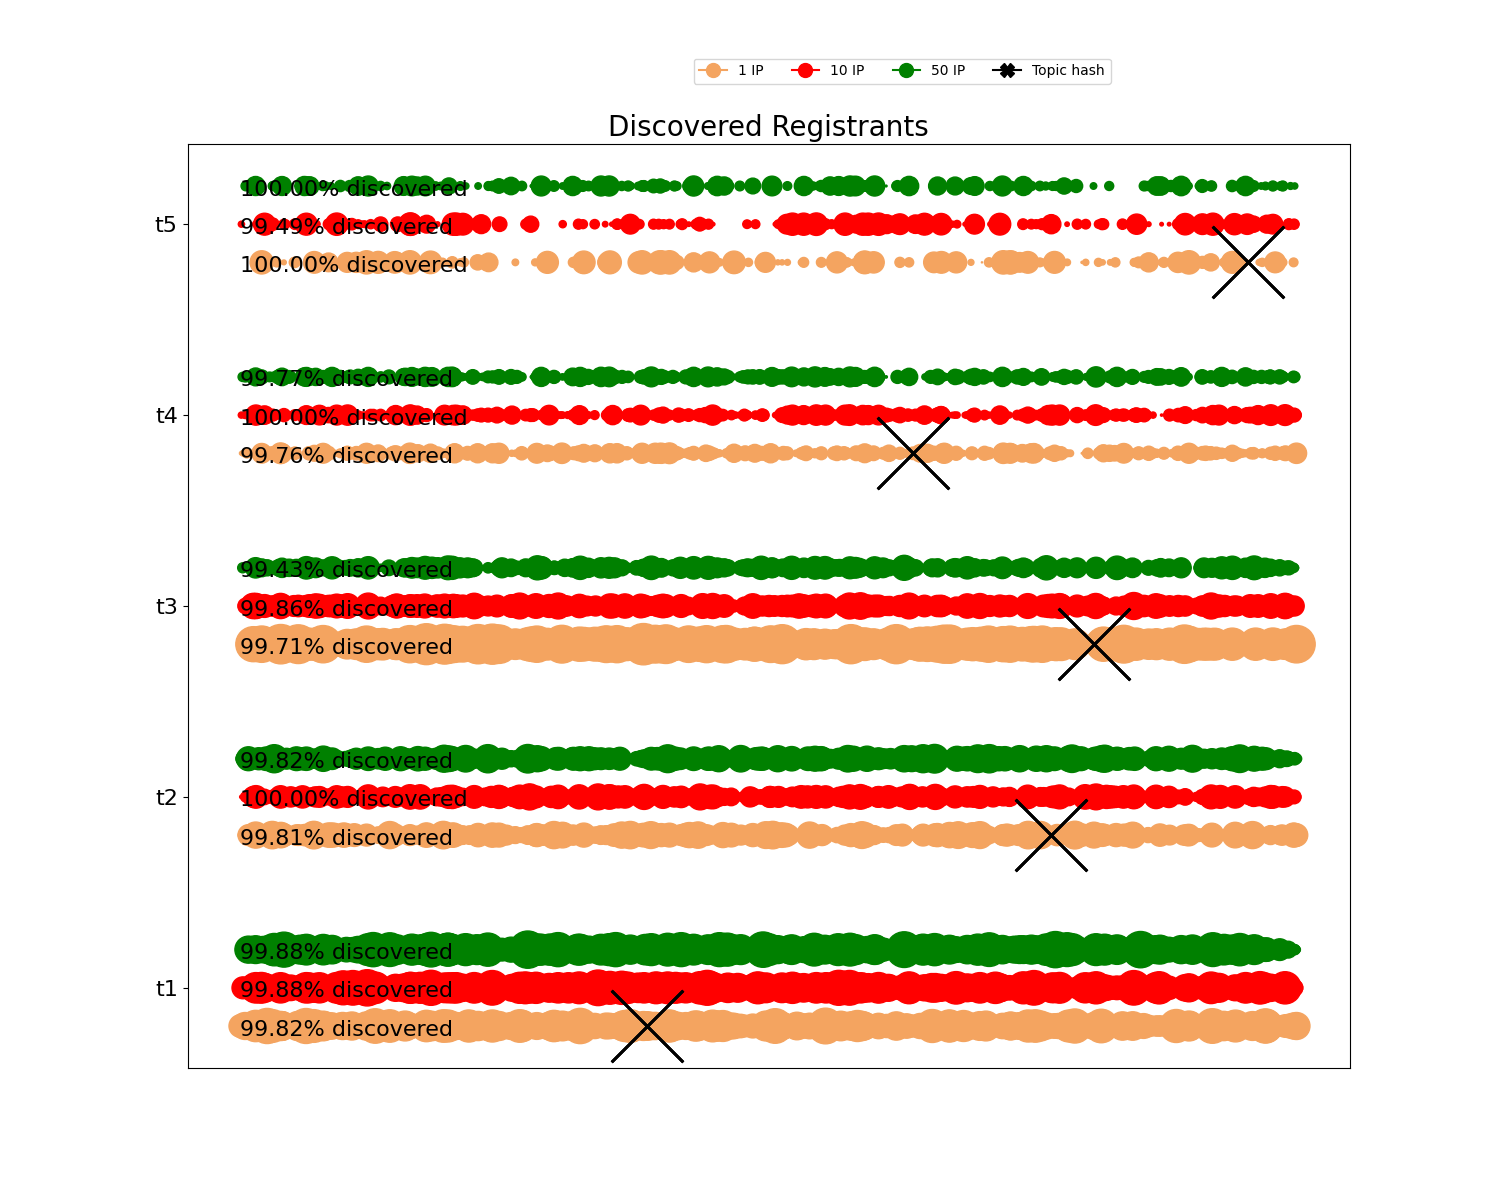 1 IP 10 IP 50 IP Topic hash
Discovered Registrants
100.00% discovered
t5 99.49% discovered
100.00% discovered
99.77% discovered
t4 100.00% discovered
99.76% discovered
99.43% discovered
t3 99.86% discovered
99.71% discovered
99.82% discovered
t2 100.00% discovered
99.81% discovered
99.88% discovered
t1 99.88% discovered
99.82% discovered